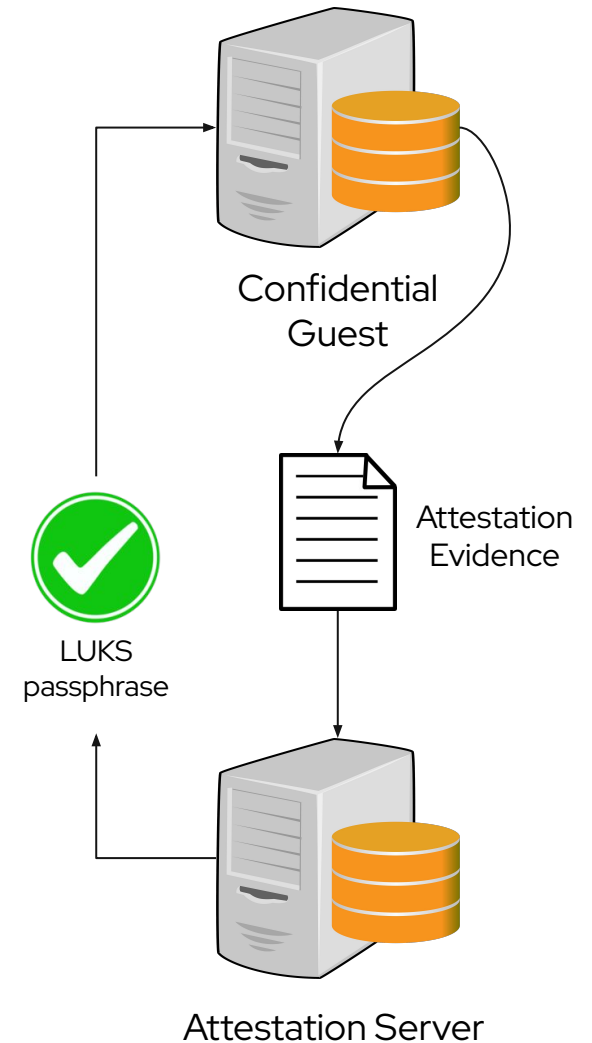 Confidential
Guest
Attestation
Evidence
LUKS
passphrase
Attestation Server